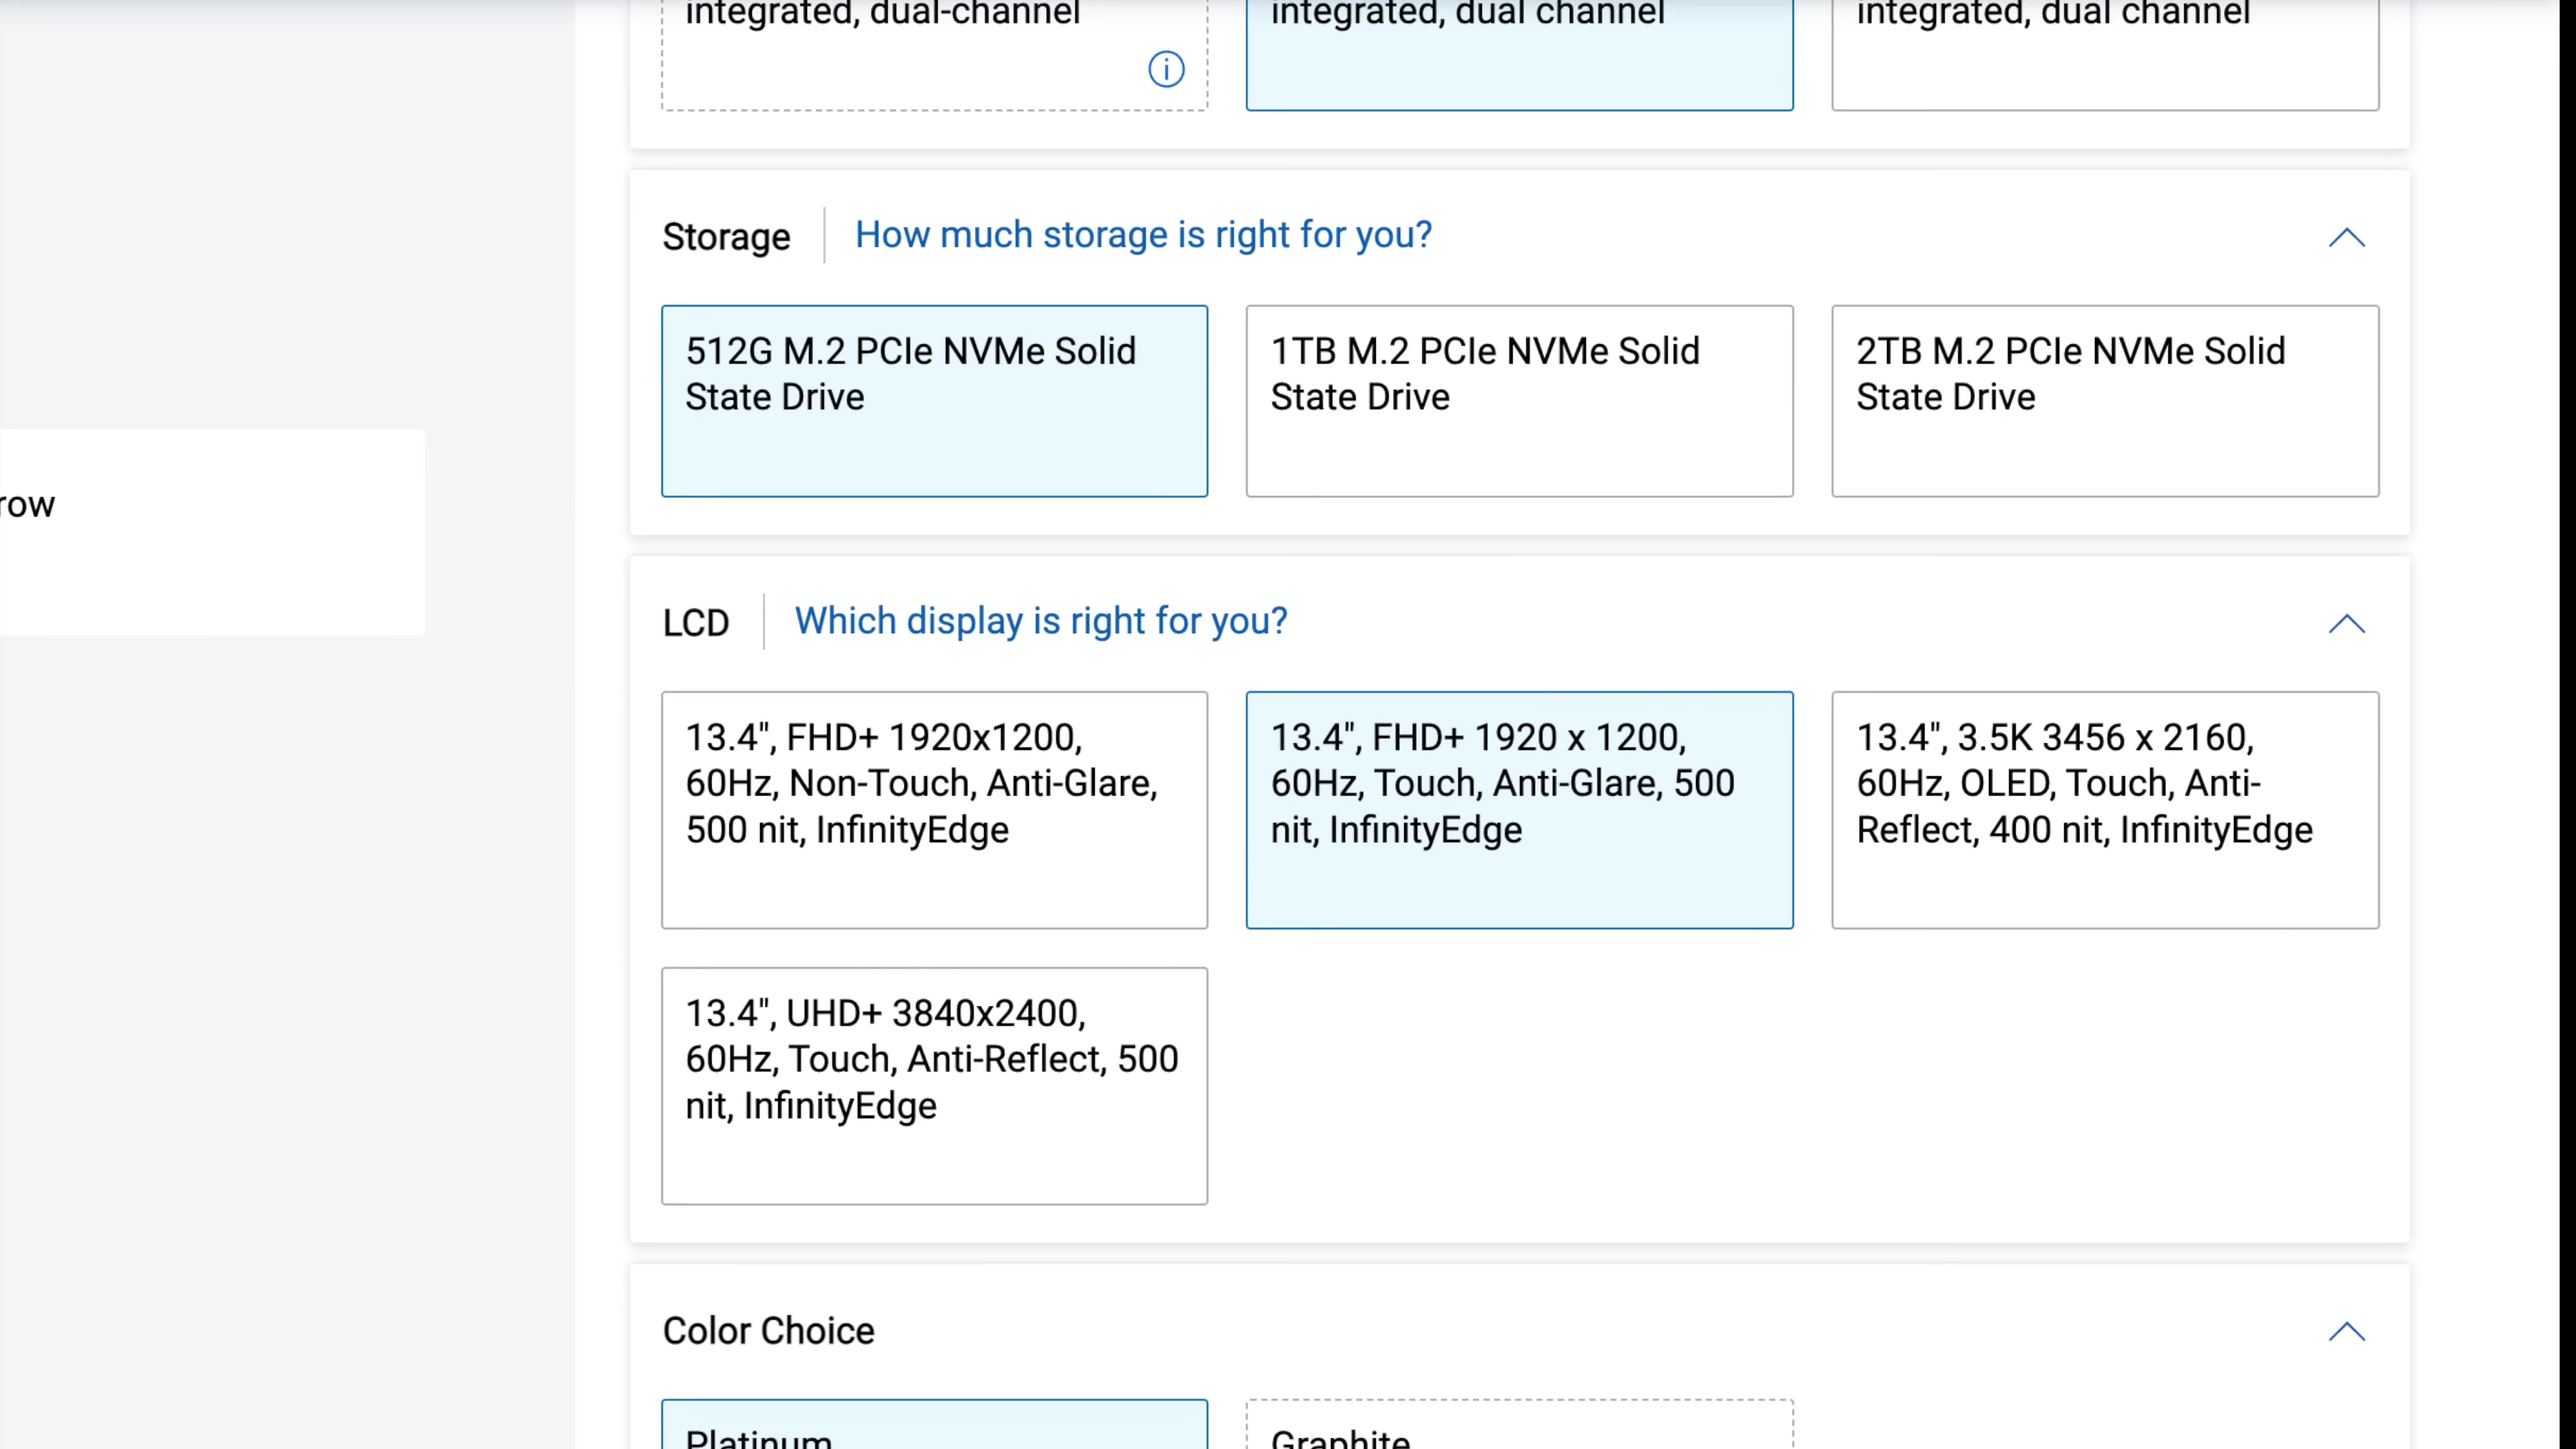 integrated, dual-channel
integrated, dual channel
integrated, dual channel
Storage
How much storage is right for you?
512G M.2 PCIe NVMe Solid
State Drive
1TB M.2 PCIe NVMe Solid
State Drive
2TB M.2 PCIe NVMe Solid
State Drive
row
LCD
Which display is right for you?
13.4", FHD+ 1920x1200,
60Hz, Non-Touch, Anti-Glare,
500 nit, InfinityEdge
13.4", FHD+ 1920 x 1200,
60Hz, Touch, Anti-Glare, 500
nit, InfinityEdge
13.4", 3.5K 3456 x 2160,
60Hz, OLED, Touch, Anti-
Reflect, 400 nit, InfinityEdge
13.4", UHD+ 3840x2400,
60Hz, Touch, Anti-Reflect, 500
nit, InfinityEdge
Color Choice
Platinum
Graphite